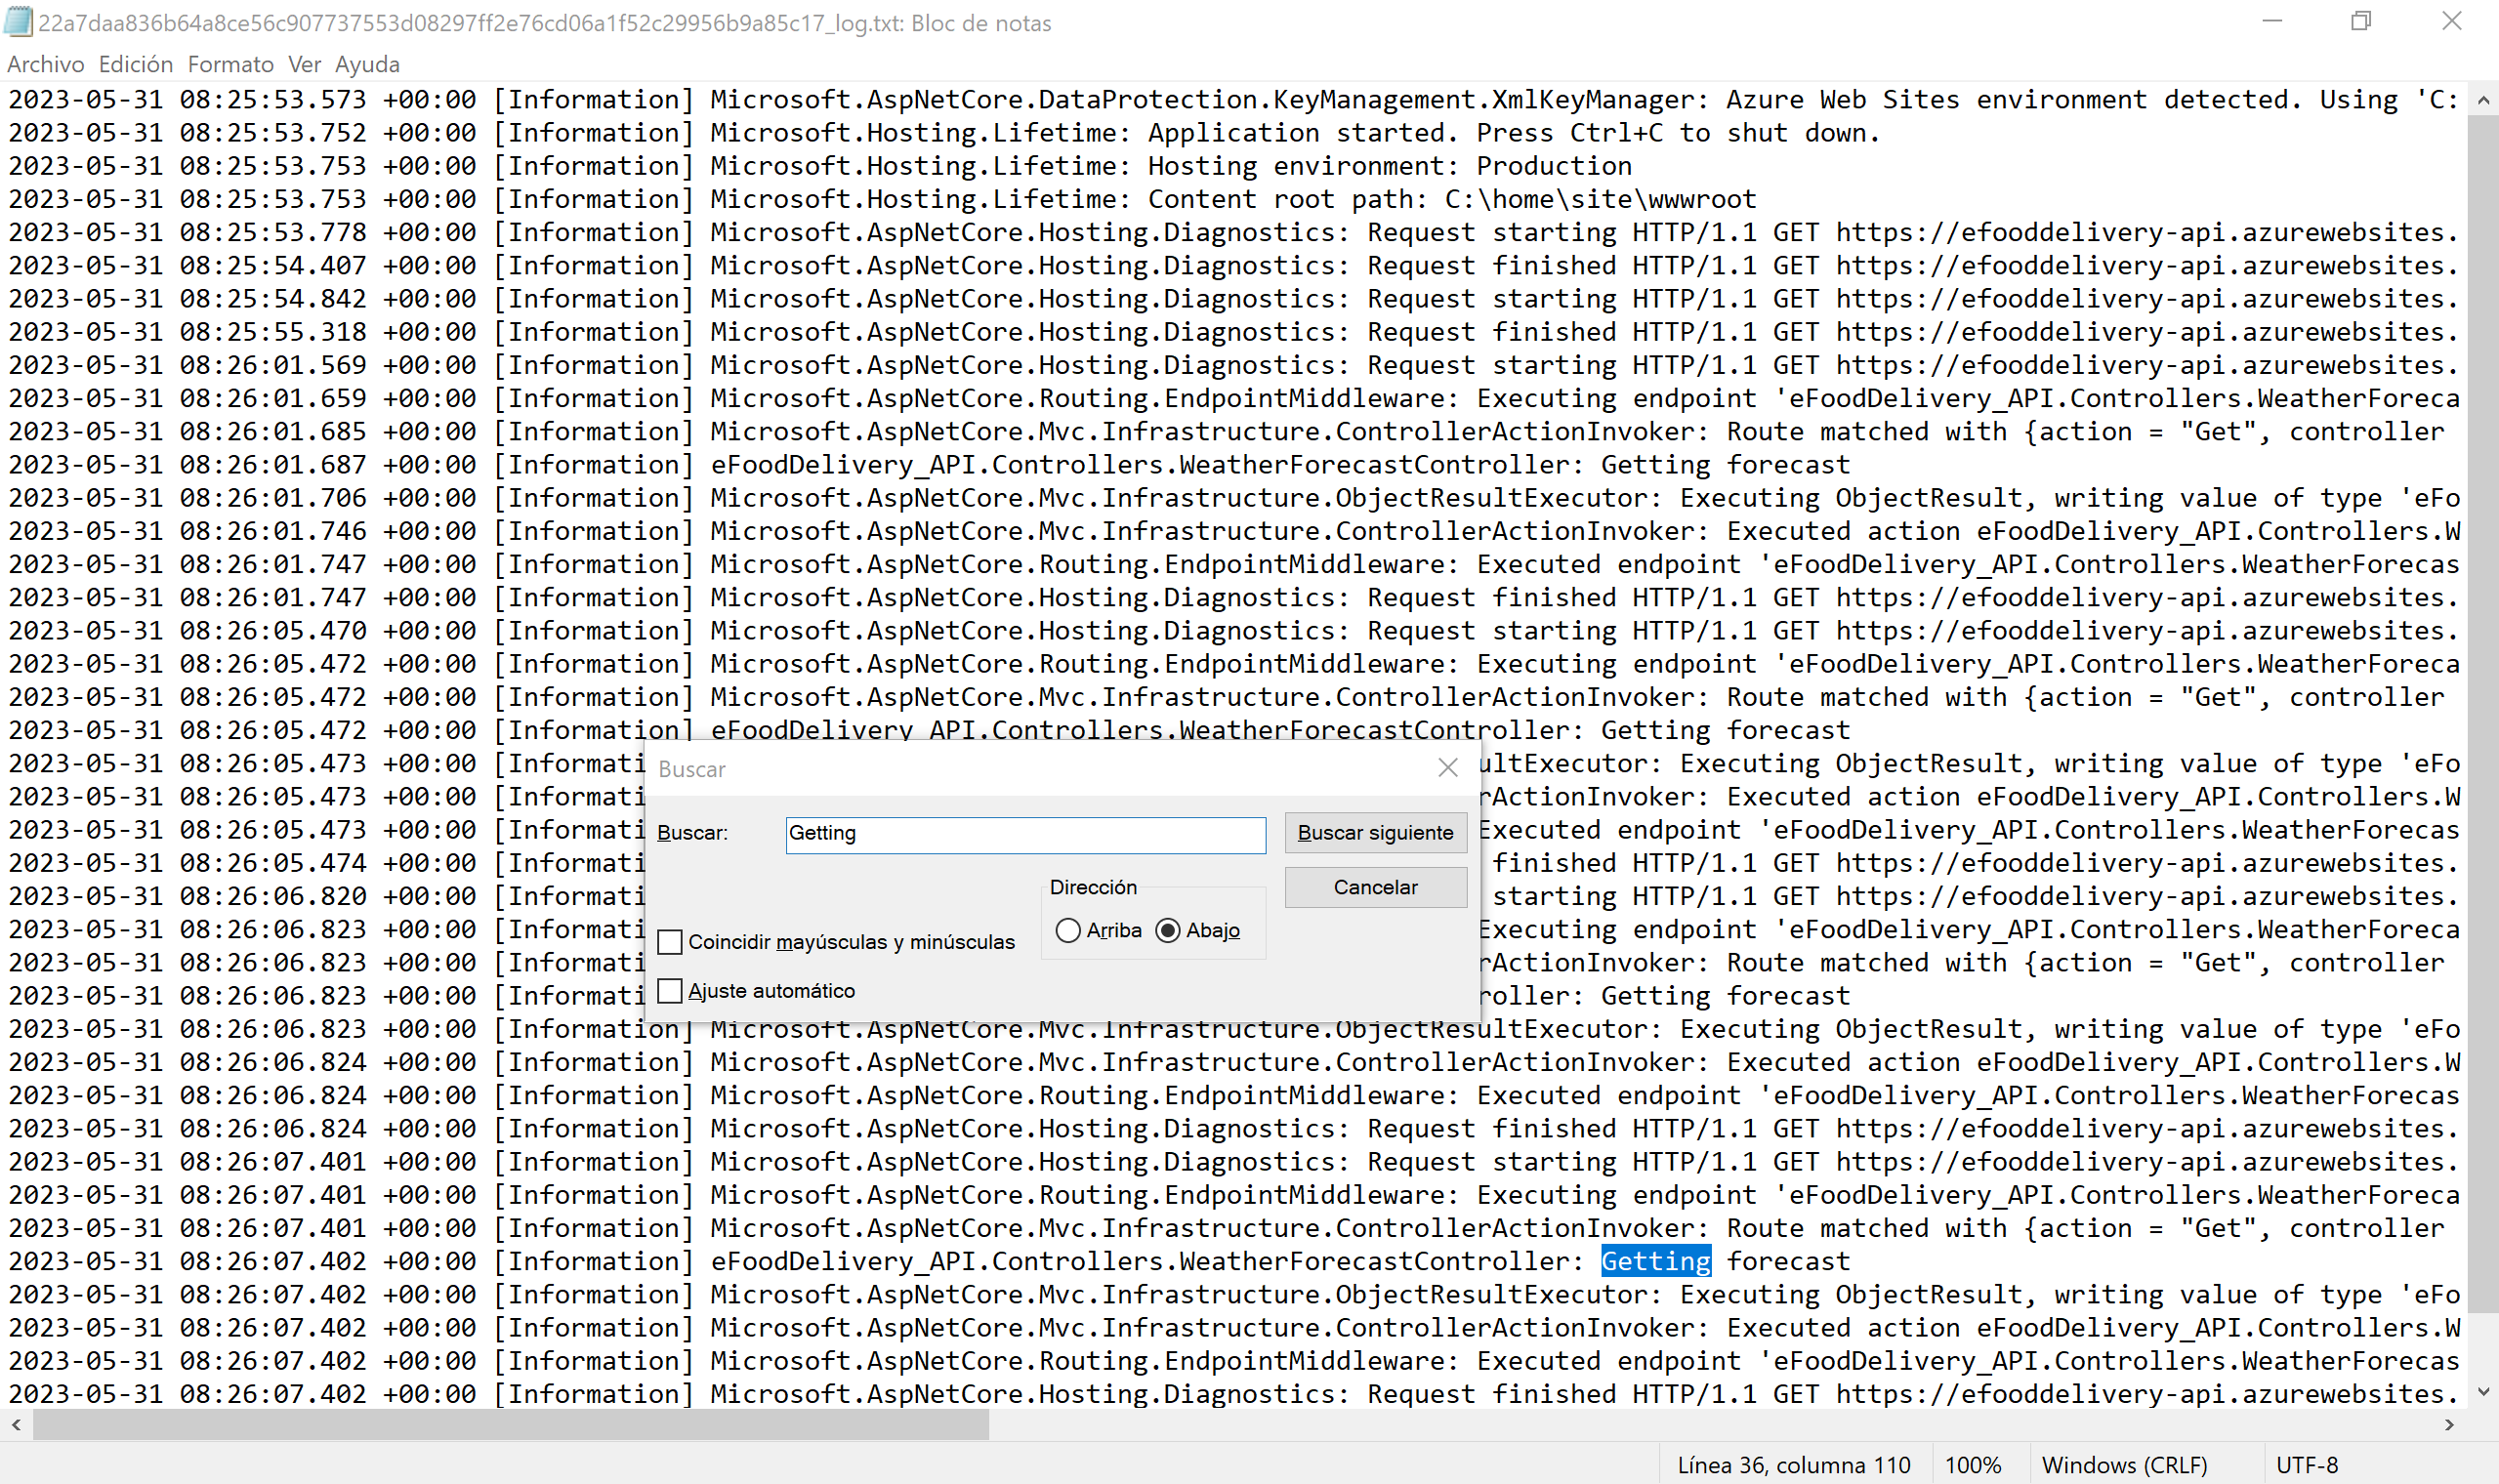 22a7daa836b64a8ce56c907737553d08297ff2e76cd06a1f52c29956b9a85c17_log.txt: Bloc de notas
Archivo Edición Formato Ver Ayuda
2023-05-31 08:25:53.573 +00:00 [Information] Microsoft.AspNetCore.DataProtection.KeyManagement.XmlKeyManager: Azure Web Sites environment detected. Using 'C:
2023-05-31 08:25:53.752 +00:00 [Information] Microsoft.Hosting.Lifetime: Application started. Press Ctrl+C to shut down.
2023-05-31 08:25:53.753 +00:00 [Information] Microsoft.Hosting.Lifetime: Hosting environment: Production
2023-05-31 08:25:53.753 +00:00 [Information] Microsoft.Hosting.Lifetime: Content root path: C:\home\site\wwwroot
2023-05-31 08:25:53.778 +00:00 [Information] Microsoft.AspNetCore.Hosting.Diagnostics: Request starting HTTP/1.1 GET https://efooddelivery-api.azurewebsites.
2023-05-31 08:25:54.407 +00:00 [Information] Microsoft.AspNetCore.Hosting.Diagnostics: Request finished HTTP/1.1 GET https://efooddelivery-api.azurewebsites.
2023-05-31 08:25:54.842 +00:00 [Information] Microsoft.AspNetCore.Hosting.Diagnostics: Request starting HTTP/1.1 GET https://efooddelivery-api.azurewebsites.
2023-05-31 08:25:55.318 +00:00 [Information] Microsoft.AspNetCore.Hosting.Diagnostics: Request finished HTTP/1.1 GET https://efooddelivery-api.azurewebsites.
2023-05-31 08:26:01.569 +00:00 [Information] Microsoft.AspNetCore.Hosting.Diagnostics: Request starting HTTP/1.1 GET https://efooddelivery-api.azurewebsites.
2023-05-31 08:26:01.659 +00:00 [Information] Microsoft.AspNetCore.Routing.EndpointMiddleware: Executing endpoint 'eFoodDelivery_API.Controllers.WeatherForeca
2023-05-31 08:26:01.685 +00:00 [Information] Microsoft.AspNetCore.Mvc.Infrastructure.ControllerActionInvoker: Route matched with {action = "Get", controller
2023-05-31 08:26:01.687 +00:00 [Information] eFoodDelivery_API.Controllers.WeatherForecastController: Getting forecast
2023-05-31 08:26:01.706 +00:00 [Information] Microsoft.AspNetCore.Mvc.Infrastructure.ObjectResultExecutor: Executing ObjectResult, writing value of type 'eFo
2023-05-31 08:26:01.746 +00:00 [Information] Microsoft.AspNetCore.Mvc.Infrastructure.ControllerActionInvoker: Executed action eFoodDelivery_API.Controllers.W
2023-05-31 08:26:01.747 +00:00 [Information] Microsoft.AspNetCore.Routing.EndpointMiddleware: Executed endpoint 'eFoodDelivery_API.Controllers.WeatherForecas
2023-05-31 08:26:01.747 +00:00 [Information] Microsoft.AspNetCore.Hosting.Diagnostics: Request finished HTTP/1.1 GET https://efooddelivery-api.azurewebsites.
2023-05-31 08:26:05.470 +00:00 [Information] Microsoft.AspNetCore.Hosting.Diagnostics: Request starting HTTP/1.1 GET https://efooddelivery-api.azurewebsites.
2023-05-31 08:26:05.472 +00:00 [Information] Microsoft.AspNetCore.Routing.EndpointMiddleware: Executing endpoint 'eFoodDelivery_API.Controllers.WeatherForeca
2023-05-31 08:26:05.472 +00:00 [Information] Microsoft.AspNetCore.Mvc.Infrastructure.ControllerActionInvoker: Route matched with {action = "Get", controller
2023-05-31 08:26:05.472 +00:00 [Information] eFoodDelivery_API.Controllers.WeatherForecastController: Getting forecast
2023-05-31 08:26:05.473 +00:00 [Informati ultExecutor: Executing ObjectResult, writing value of type 'eFo
2023-05-31 08:26:05.473 +00:00 [Informati rActionInvoker: Executed action eFoodDelivery_API.Controllers.W
2023-05-31 08:26:05.473 +00:00 [Informati Executed endpoint 'eFoodDelivery_API.Controllers.WeatherForecas
2023-05-31 08:26:05.474 +00:00 [Informati finished HTTP/1.1 GET https://efooddelivery-api.azurewebsites.
2023-05-31 08:26:06.820 +00:00 [Informati starting HTTP/1.1 GET https://efooddelivery-api.azurewebsites.
2023-05-31 08:26:06.823 +00:00 [Informati Executing endpoint 'eFoodDelivery_API.Controllers.WeatherForeca
2023-05-31 08:26:06.823 +00:00 [Informati rActionInvoker: Route matched with {action = "Get", controller
2023-05-31 08:26:06.823 +00:00 [Informati roller: Getting forecast
2023-05-31 08:26:06.823 +00:00 [Information] Microsoft.AspNetCore.Mvc.Infrastructure.ObjectResultExecutor: Executing ObjectResult, writing value of type 'eFo
2023-05-31 08:26:06.824 +00:00 [Information] Microsoft.AspNetCore.Mvc.Infrastructure.ControllerActionInvoker: Executed action eFoodDelivery_API.Controllers.W
2023-05-31 08:26:06.824 +00:00 [Information] Microsoft.AspNetCore.Routing.EndpointMiddleware: Executed endpoint 'eFoodDelivery_API.Controllers.WeatherForecas
2023-05-31 08:26:06.824 +00:00 [Information] Microsoft.AspNetCore.Hosting.Diagnostics: Request finished HTTP/1.1 GET https://efooddelivery-api.azurewebsites.
2023-05-31 08:26:07.401 +00:00 [Information] Microsoft.AspNetCore.Hosting.Diagnostics: Request starting HTTP/1.1 GET https://efooddelivery-api.azurewebsites.
2023-05-31 08:26:07.401 +00:00 [Information] Microsoft.AspNetCore.Routing.EndpointMiddleware: Executing endpoint 'eFoodDelivery_API.Controllers.WeatherForeca
2023-05-31 08:26:07.401 +00:00 [Information] Microsoft.AspNetCore.Mvc.Infrastructure.ControllerActionInvoker: Route matched with {action = "Get", controller
2023-05-31 08:26:07.402 +00:00 [Information] eFoodDelivery_API.Controllers.WeatherForecastController: Getting forecast
2023-05-31 08:26:07.402 +00:00 [Information] Microsoft.AspNetCore.Mvc.Infrastructure.ObjectResultExecutor: Executing ObjectResult, writing value of type 'eFo
2023-05-31 08:26:07.402 +00:00 [Information] Microsoft.AspNetCore.Mvc.Infrastructure.ControllerActionInvoker: Executed action eFoodDelivery_API.Controllers.W
2023-05-31 08:26:07.402 +00:00 [Information] Microsoft.AspNetCore.Routing.EndpointMiddleware: Executed endpoint 'eFoodDelivery_API.Controllers.WeatherForecas
2023-05-31 08:26:07.402 +00:00 [Information] Microsoft.AspNetCore.Hosting.Diagnostics: Request finished HTTP/1.1 GET https://efooddelivery-api.azurewebsites.
Buscar
Buscar: Getting Buscar siguiente
Dirección Cancelar
Arriba Abajo
Coincidir mayúsculas y minúsculas
Ajuste automático
Línea 36, columna 110 100% Windows (CRLF) UTF-8